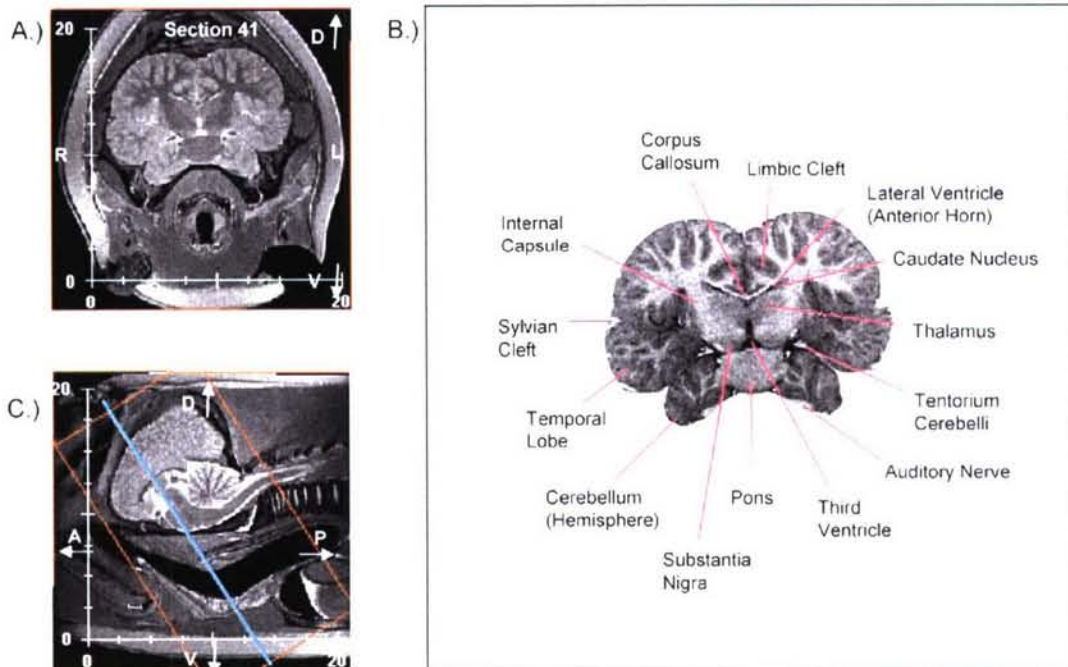 A.)
20
Section 41
D
R
L
0
V
0
20
B.)
Corpus
Callosum
Limbic Cleft
Lateral Ventricle
(Anterior Horn)
Internal
Capsule
Caudate Nucleus
Sylvian
Cleft
Thalamus
Temporal
Lobe
Tentorium
Cerebelli
Auditory Nerve
Cerebellum
(Hemisphere)
Pons
Third
Ventricle
Substantia
Nigra
C.)
20
D
A
P
0
0
V
20